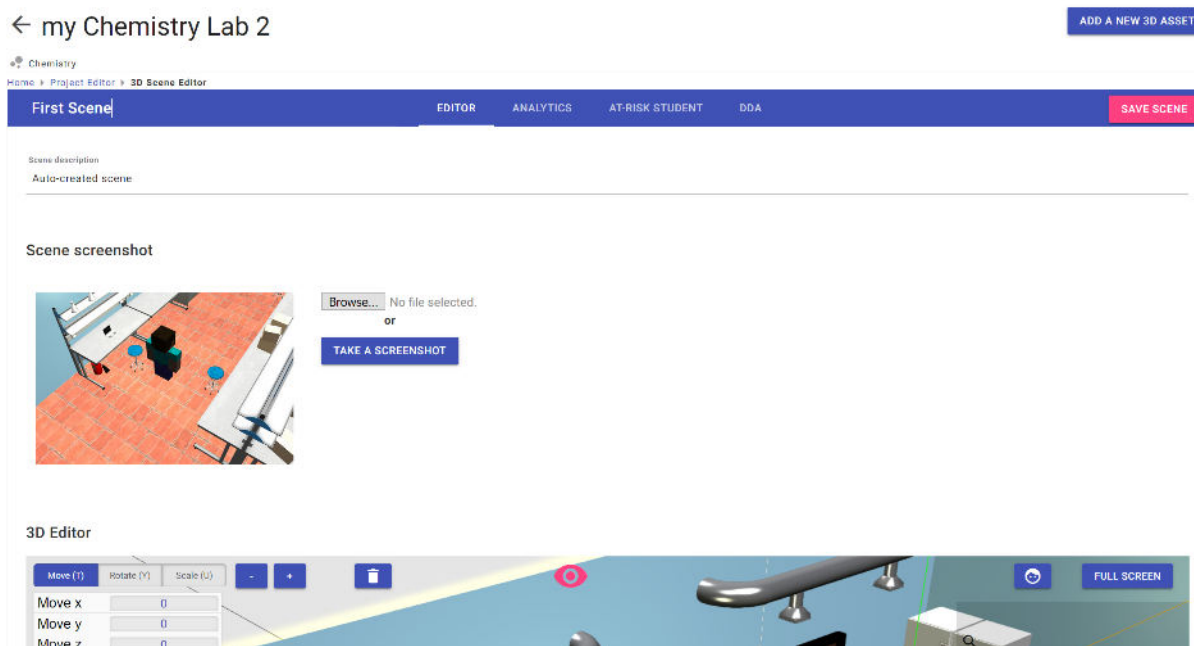 my Chemistry Lab 2
ADD A NEW 3D ASSET
Chemistry
Home Project Editor 3D Scene Editor
First Scene EDITOR ANALYTICS AT-RISK STUDENT DDA SAVE SCENE
Scene description
Auto-created scene
Scene screenshot
Browse... No file selected.
or
TAKE A SCREENSHOT
3D Editor
Move (T) Rotate (Y) Scale (U) - + FULL SCREEN
Move x 0
Move y 0
Move z 0